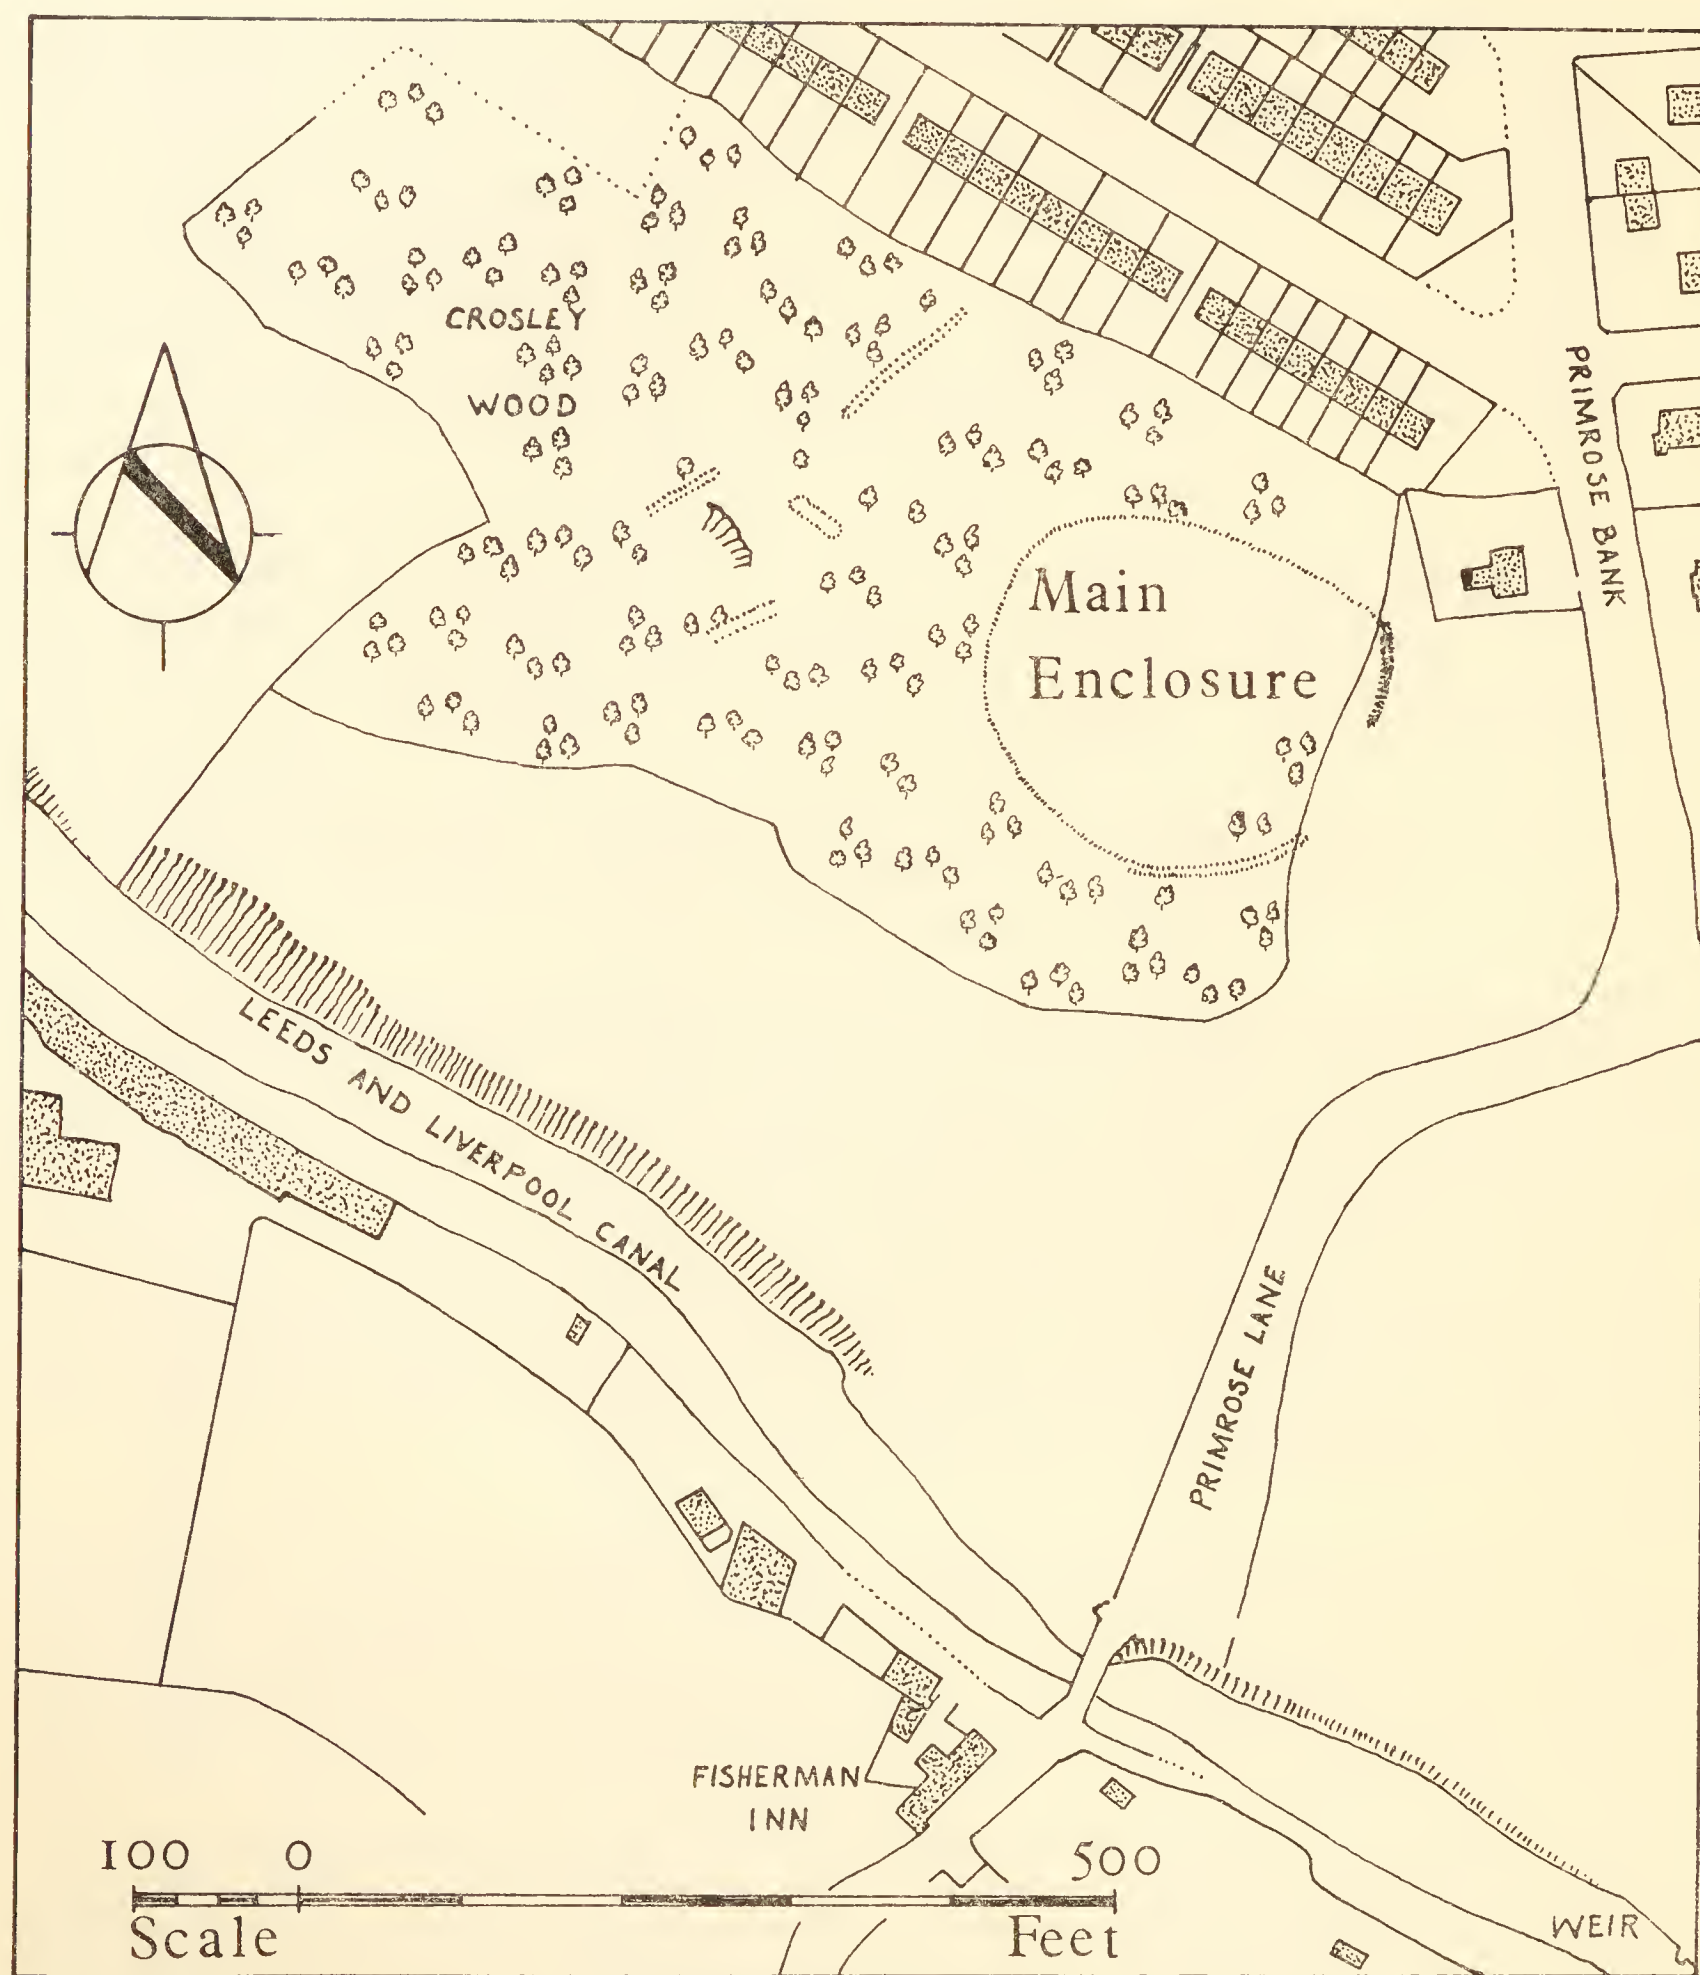 CROSLEY
WOOD
PRIMROSE BANK
N
Main
Enclosure
LEEDS AND LIVERPOOL CANAL
PRIMROSE LANE
FISHERMAN
INN
100 0 500
Scale Feet
WEIR